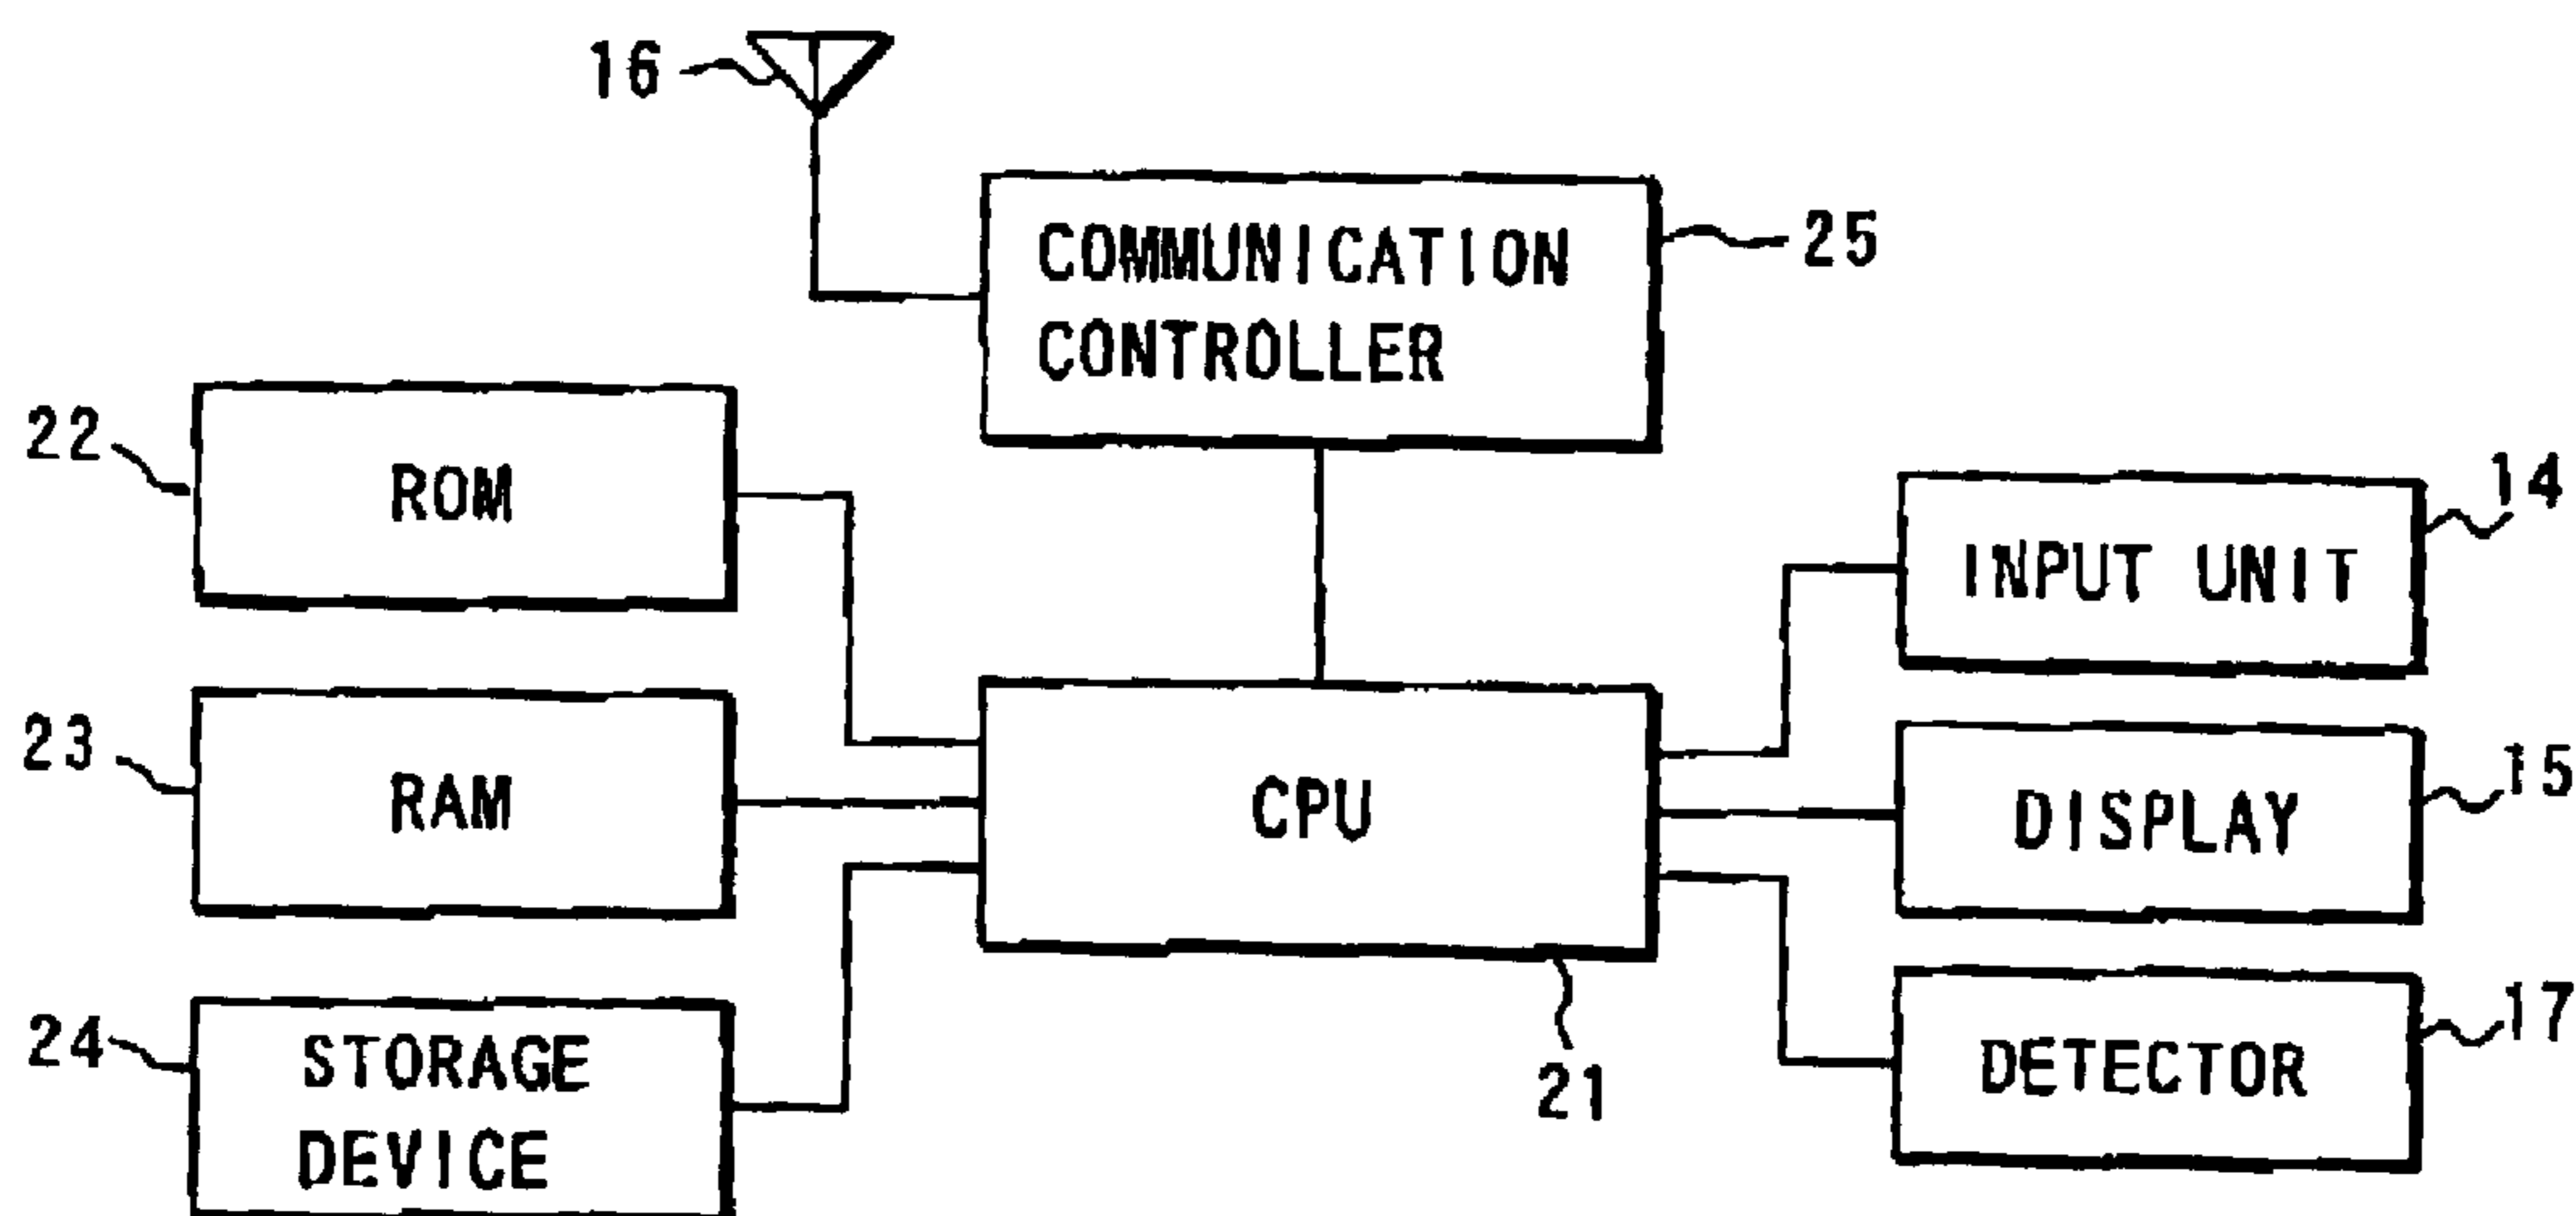 16
COMMUNICATION
CONTROLLER
25
22
ROM
14
INPUT UNIT
23
RAM
CPU
DISPLAY
15
24
STORAGE
DEVICE
21
DETECTOR
17